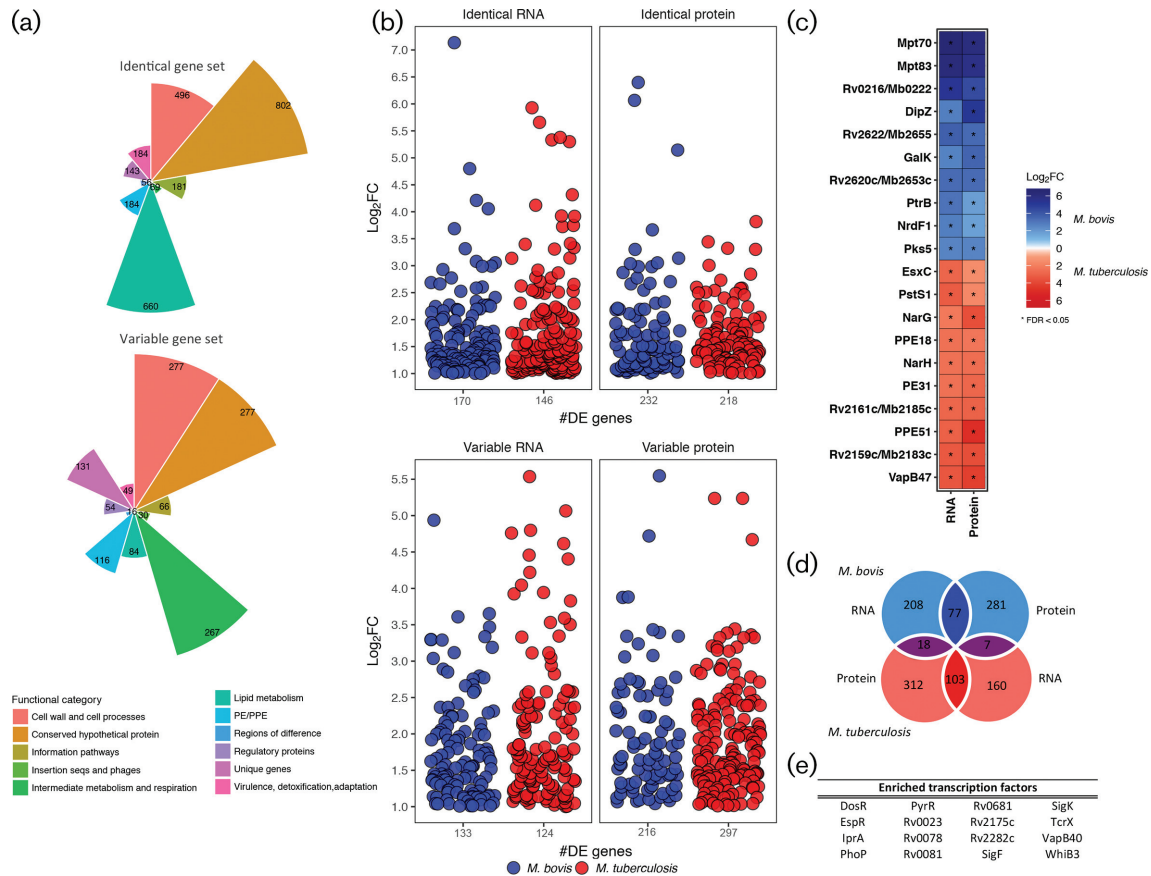 (a)
Identical gene set
496
802
184
143
56
89
181
184
660
Variable gene set
277
277
131
49
54
16
30
66
116
84
267
Functional category
Cell wall and cell processes
Conserved hypothetical protein
Information pathways
Insertion seqs and phages
Intermediate metabolism and respiration
Lipid metabolism
PE/PPE
Regions of difference
Regulatory proteins
Unique genes
Virulence, detoxification,adaptation
(b)
Identical RNA
Identical protein
Log2FC
7.0
6.5
6.0
5.5
5.0
4.5
4.0
3.5
3.0
2.5
2.0
1.5
1.0
170
146
232
218
#DE genes
Variable RNA
Variable protein
Log2FC
5.5
5.0
4.5
4.0
3.5
3.0
2.5
2.0
1.5
1.0
133
124
216
297
#DE genes
M. bovis
M. tuberculosis
(c)
Mpt70 * *
Mpt83 * *
Rv0216/Mb0222 * *
DipZ * *
Rv2622/Mb2655 * *
GalK * *
Rv2620c/Mb2653c * *
PtrB * *
NrdF1 * *
Pks5 * *
EsxC * *
PstS1 * *
NarG * *
PPE18 * *
NarH * *
PE31 * *
Rv2161c/Mb2185c * *
PPE51 * *
Rv2159c/Mb2183c * *
VapB47 * *
RNA
Protein
Log2FC
6
4
2
0
2
4
6
M. bovis
M. tuberculosis
* FDR < 0.05
(d)
M. bovis
RNA
208
77
281
Protein
18
7
Protein
312
103
160
RNA
M. tuberculosis
(e)
Enriched transcription factors
DosR PyrR Rv0681 SigK
EspR Rv0023 Rv2175c TcrX
IprA Rv0078 Rv2282c VapB40
PhoP Rv0081 SigF WhiB3